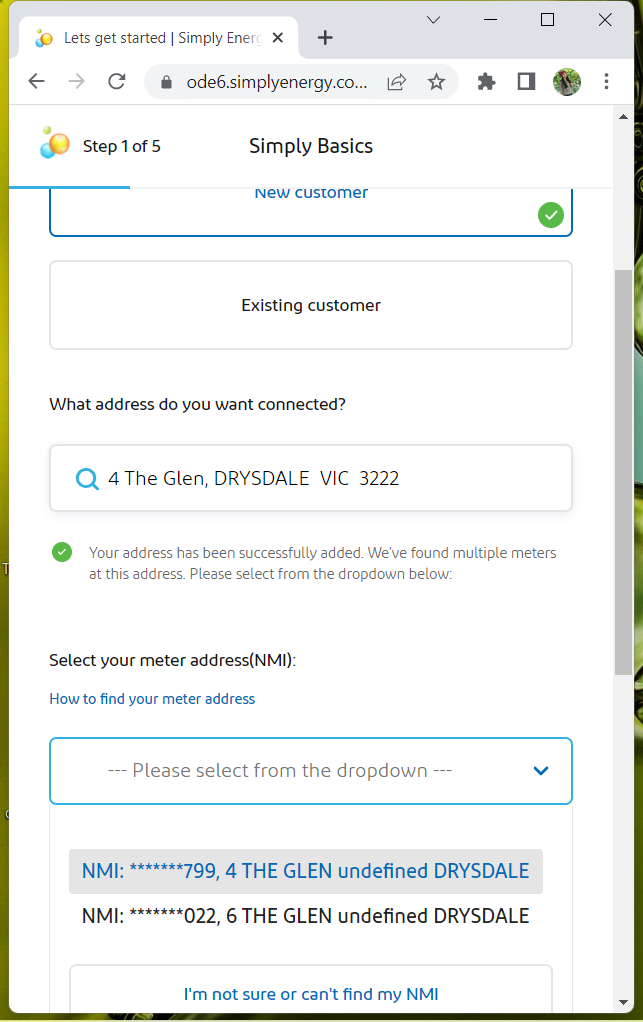 Lets get started | Simply Energ
ode6.simplyenergy.co...
Step 1 of 5
Simply Basics
New customer
Existing customer
What address do you want connected?
4 The Glen, DRYSDALE  VIC  3222
Your address has been successfully added. We've found multiple meters
at this address. Please select from the dropdown below:
Select your meter address(NMI):
How to find your meter address
--- Please select from the dropdown ---
NMI: *******799, 4 THE GLEN undefined DRYSDALE
NMI: *******022, 6 THE GLEN undefined DRYSDALE
I'm not sure or can't find my NMI